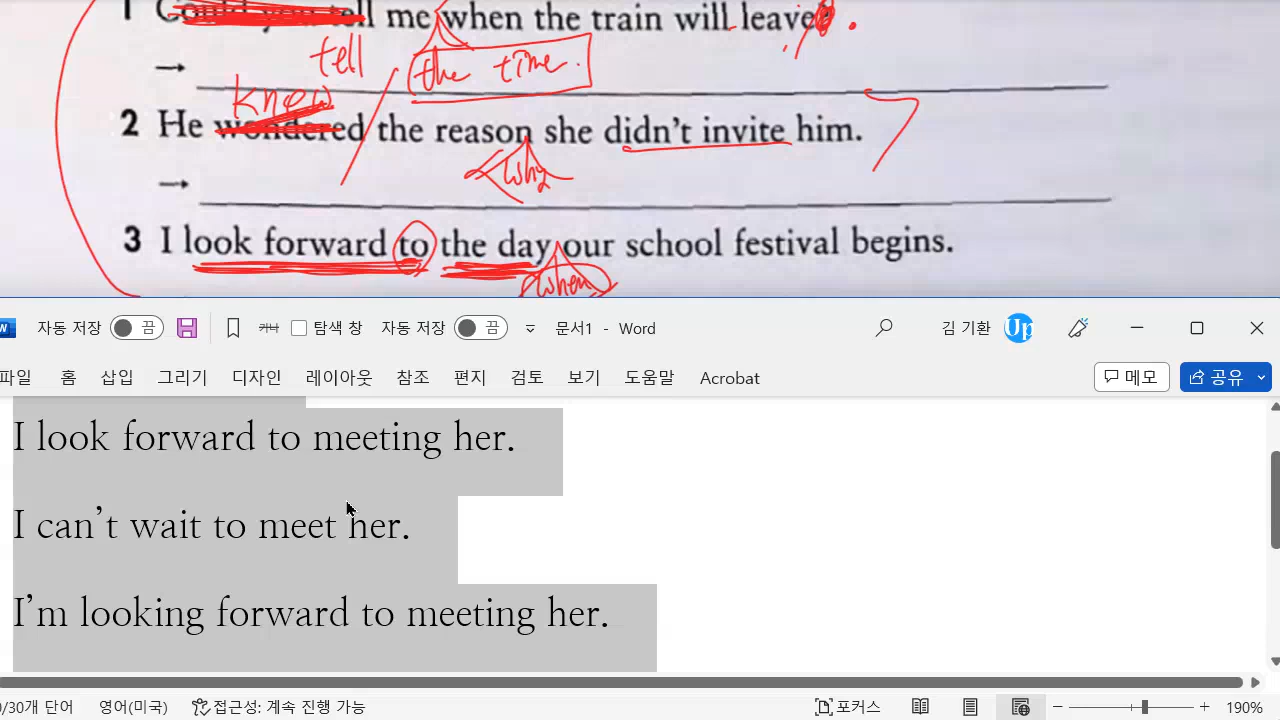 1 Could you tell me when the train will leave?.
tell
→ the time.
knew
2 He wondered the reason she didn't invite him.
why
→
3 I look forward to the day our school festival begins.
when
자동 저장 끔 가나 탐색 창 자동 저장 끔 문서1 - Word 김 기환 Up
파일 홈 삽입 그리기 디자인 레이아웃 참조 편지 검토 보기 도움말 Acrobat 메모 공유
I look forward to meeting her.
I can't wait to meet her.
I'm looking forward to meeting her.
0/30개 단어 영어(미국) 접근성: 계속 진행 가능 포커스 190%